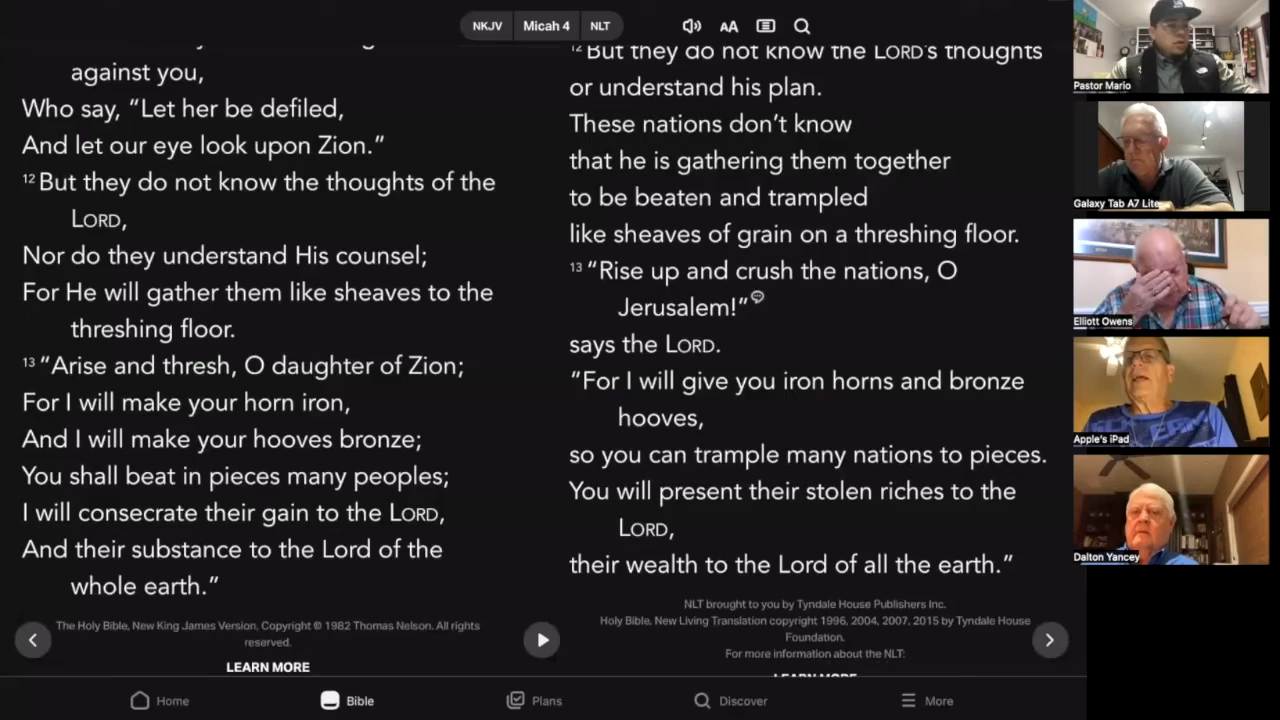 NKJV Micah 4 NLT
AA
against you,
Who say, “Let her be defiled,
And let our eye look upon Zion.”
12 But they do not know the thoughts of the
LORD,
Nor do they understand His counsel;
For He will gather them like sheaves to the
threshing floor.
13 “Arise and thresh, O daughter of Zion;
For I will make your horn iron,
And I will make your hooves bronze;
You shall beat in pieces many peoples;
I will consecrate their gain to the LORD,
And their substance to the Lord of the
whole earth.”
The Holy Bible, New King James Version, Copyright © 1982 Thomas Nelson. All rights
reserved.
LEARN MORE
12 But they do not know the LORD’s thoughts
or understand his plan.
These nations don’t know
that he is gathering them together
to be beaten and trampled
like sheaves of grain on a threshing floor.
13 “Rise up and crush the nations, O
Jerusalem!”
says the LORD.
“For I will give you iron horns and bronze
hooves,
so you can trample many nations to pieces.
You will present their stolen riches to the
LORD,
their wealth to the Lord of all the earth.”
NLT brought to you by Tyndale House Publishers Inc.
Holy Bible, New Living Translation copyright 1996, 2004, 2007, 2015 by Tyndale House
Foundation.
For more information about the NLT:
LEARN MORE
Home Bible Plans Discover More
Pastor Mario
Galaxy Tab A7 Lite
Elliott Owens
Apple's iPad
Dalton Yancey